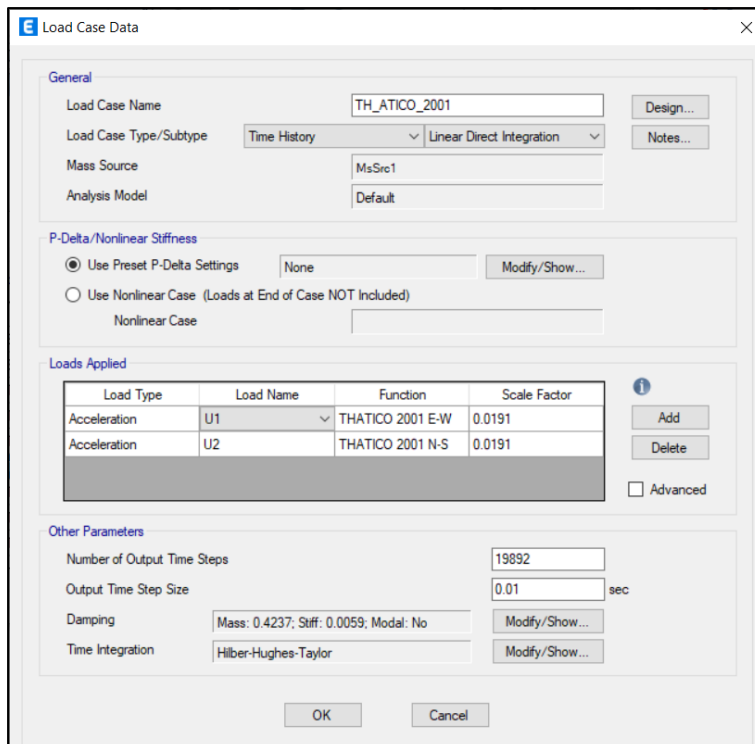 E Load Case Data
General
Load Case Name TH_ATICO_2001 Design...
Load Case Type/Subtype Time History Linear Direct Integration Notes...
Mass Source MsSrc1
Analysis Model Default
P-Delta/Nonlinear Stiffness
Use Preset P-Delta Settings None Modify/Show...
Use Nonlinear Case (Loads at End of Case NOT Included)
Nonlinear Case
Loads Applied
Load Type Load Name Function Scale Factor
Acceleration U1 THATICO 2001 E-W 0.0191 Add
Acceleration U2 THATICO 2001 N-S 0.0191 Delete
Advanced
Other Parameters
Number of Output Time Steps 19892
Output Time Step Size 0.01 sec
Damping Mass: 0.4237; Stiff: 0.0059; Modal: No Modify/Show...
Time Integration Hilber-Hughes-Taylor Modify/Show...
OK Cancel